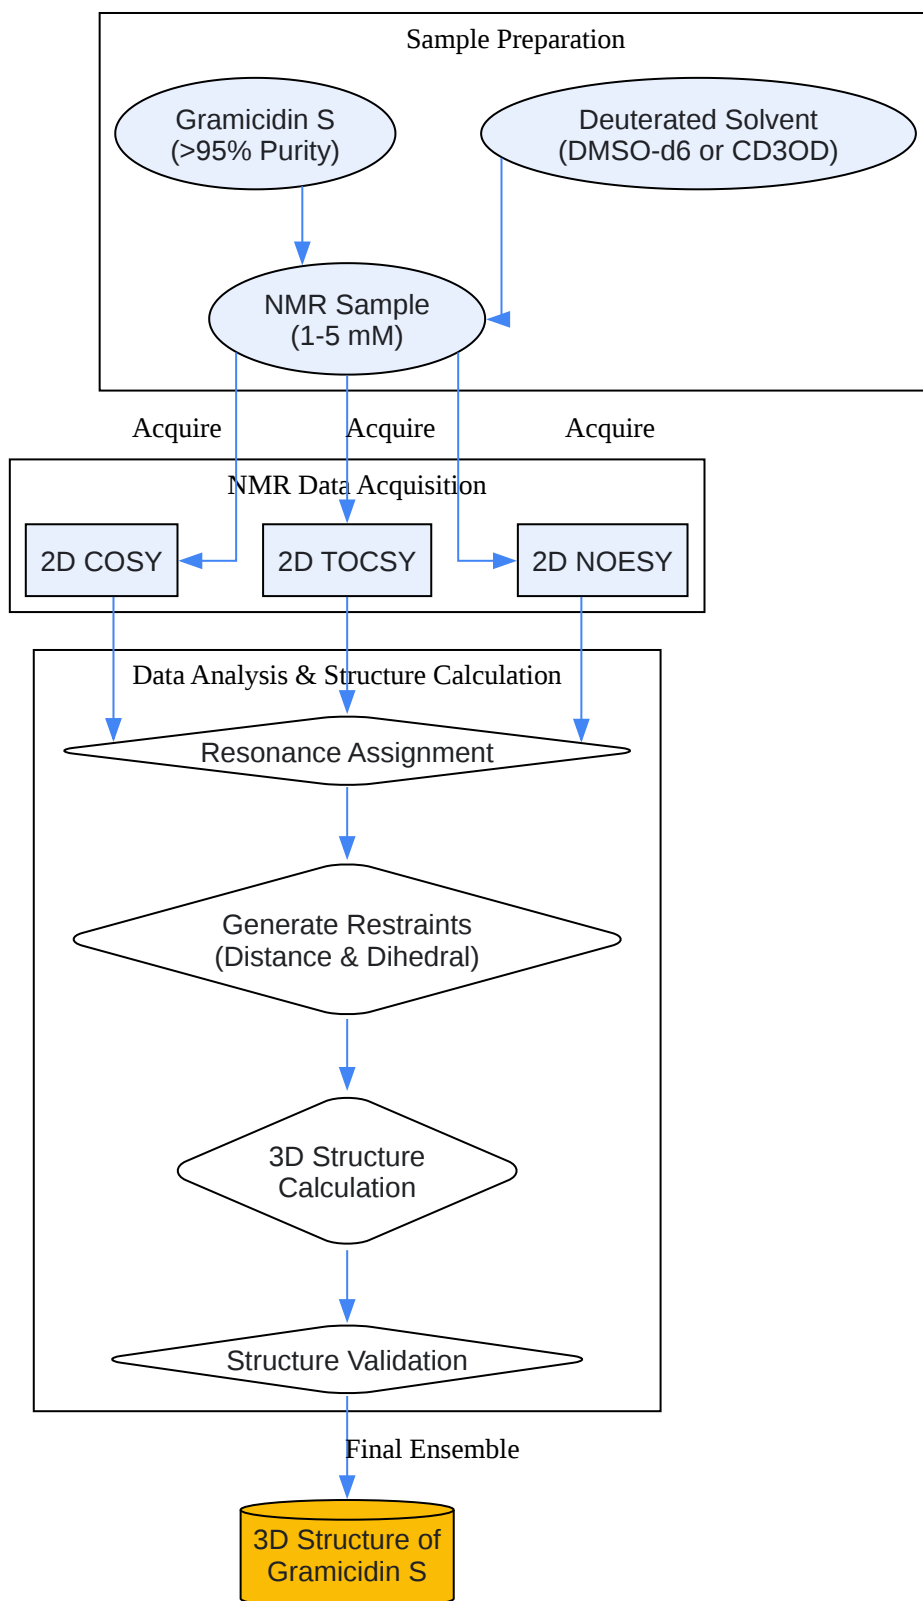 Sample Preparation
Gramicidin S
(>95% Purity)
Deuterated Solvent
(DMSO-d6 or CD3OD)
NMR Sample
(1-5 mM)
Acquire
Acquire
Acquire
NMR Data Acquisition
2D COSY
2D TOCSY
2D NOESY
Data Analysis & Structure Calculation
Resonance Assignment
Generate Restraints
(Distance & Dihedral)
3D Structure
Calculation
Structure Validation
Final Ensemble
3D Structure of
Gramicidin S